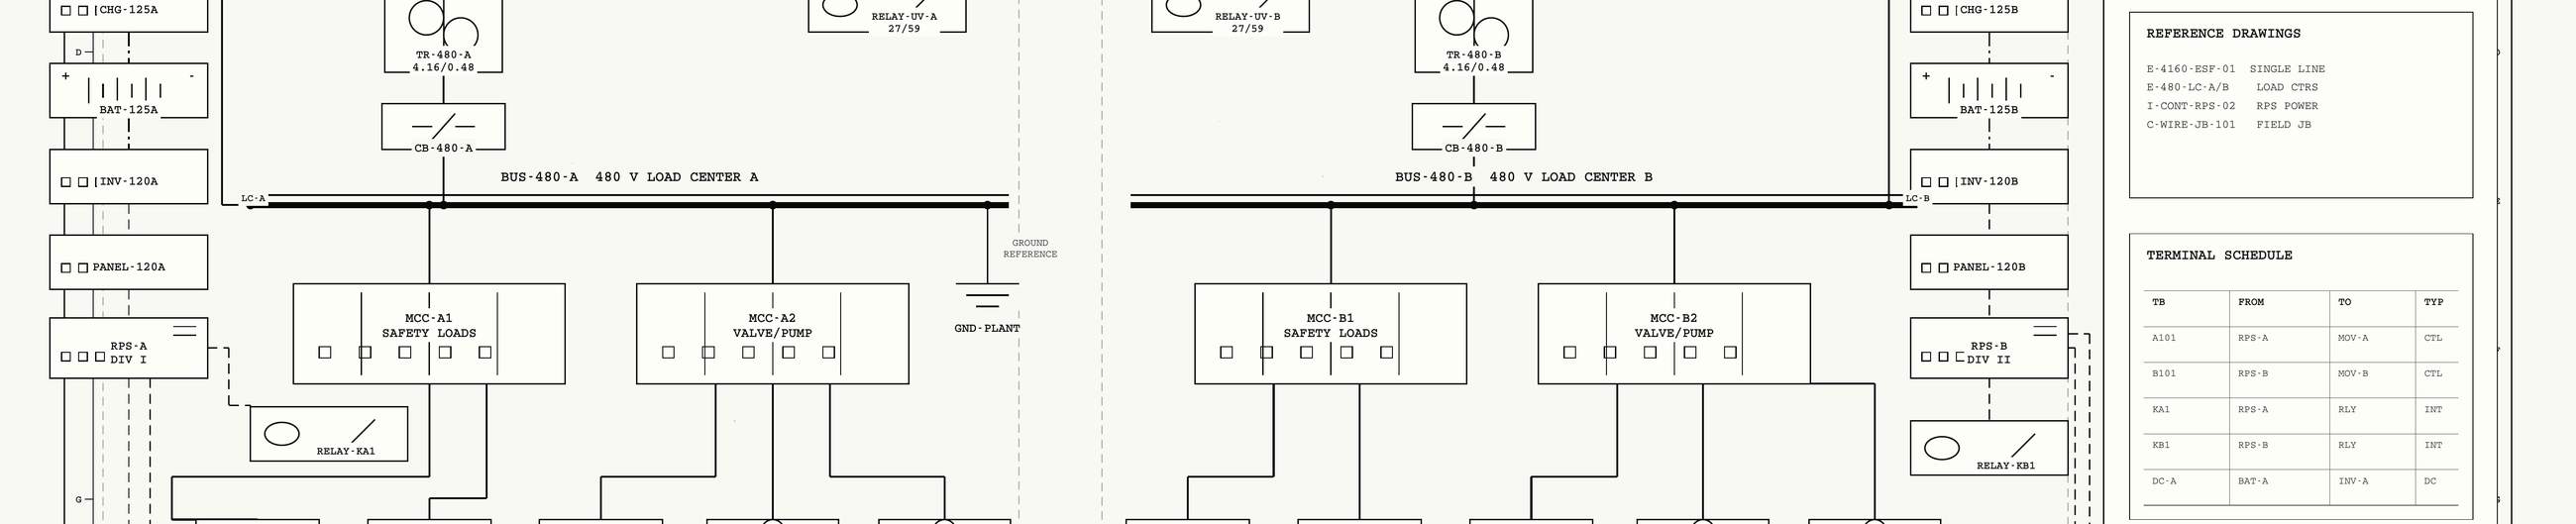 CHG-125A
D
+ -
BAT-125A
INV-120A
PANEL-120A
RPS-A
DIV I
RELAY-KA1
G
TR-480-A
4.16/0.48
CB-480-A
RELAY-UV-A
27/59
BUS-480-A 480 V LOAD CENTER A
LC-A
GROUND
REFERENCE
GND-PLANT
MCC-A1
SAFETY LOADS
MCC-A2
VALVE/PUMP
RELAY-UV-B
27/59
TR-480-B
4.16/0.48
CB-480-B
BUS-480-B 480 V LOAD CENTER B
LC-B
MCC-B1
SAFETY LOADS
MCC-B2
VALVE/PUMP
CHG-125B
+ -
BAT-125B
INV-120B
PANEL-120B
RPS-B
DIV II
RELAY-KB1
REFERENCE DRAWINGS
E-4160-ESF-01 SINGLE LINE
E-480-LC-A/B LOAD CTRS
I-CONT-RPS-02 RPS POWER
C-WIRE-JB-101 FIELD JB
TERMINAL SCHEDULE
TB FROM TO TYP
A101 RPS-A MOV-A CTL
B101 RPS-B MOV-B CTL
KA1 RPS-A RLY INT
KB1 RPS-B RLY INT
DC-A BAT-A INV-A DC